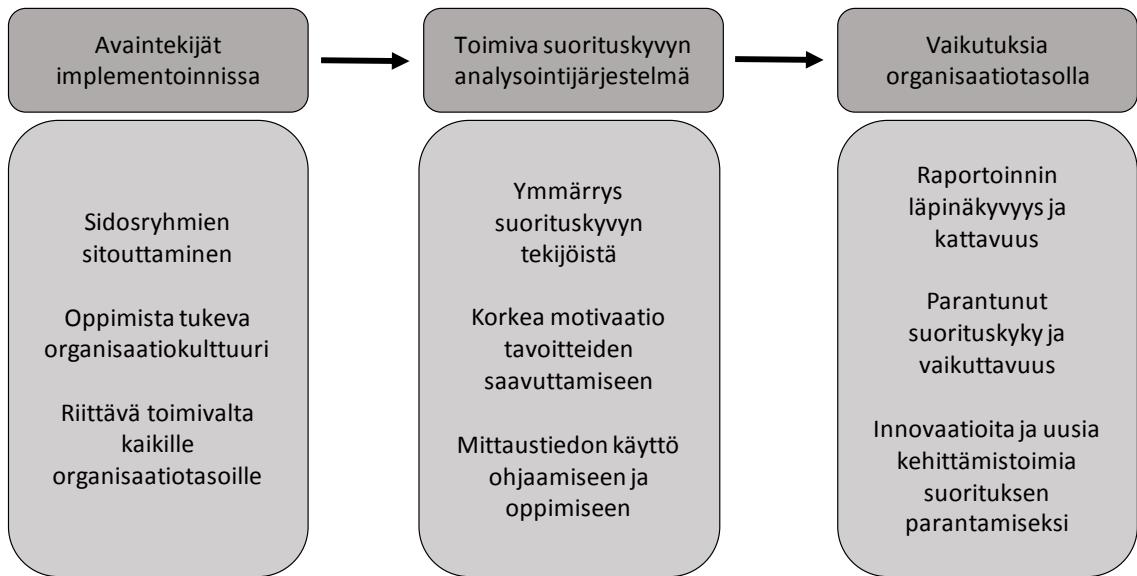 Avaintekijät
implementoinnissa
Toimiva suorituskyvyn
analysointijärjestelmä
Vaikutuksia
organisaatiotasolla
Sidosryhmien
sitouttaminen
Oppimista tukeva
organisaatiokulttuuri
Riittävä toimivalta
kaikille
organisaatiotasoille
Ymmärrys
suorituskyvyn
tekijöistä
Korkea motivaatio
tavoitteiden
saavuttamiseen
Mittaustiedon käyttö
ohjaamiseen ja
oppimiseen
Raportoinnin
läpinäkyvyys ja
kattavuus
Parantunut
suorituskyky ja
vaikuttavuus
Innovaatioita ja uusia
kehittämistoimia
suorituksen
parantamiseksi